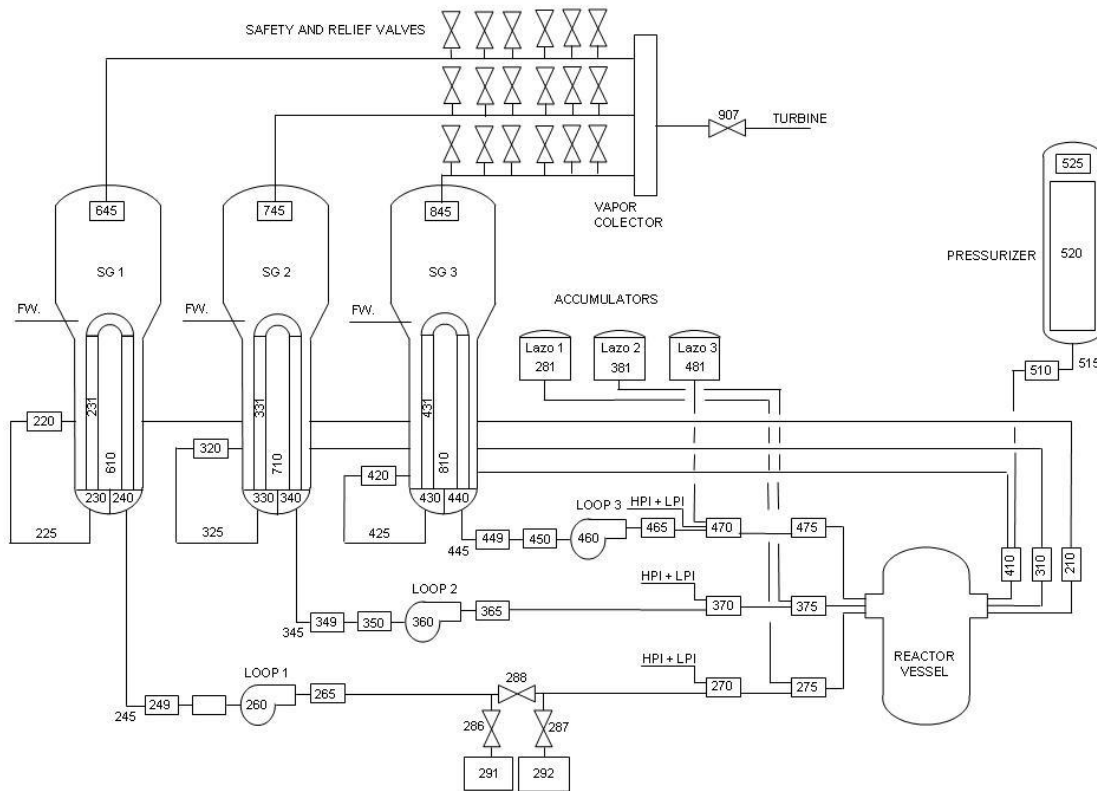 SAFETY AND RELIEF VALVES
907
TURBINE
525
645
745
845
VAPOR
COLECTOR
PRESSURIZER
520
SG 1
SG 2
SG 3
ACCUMULATORS
FW.
FW.
FW.
Lazo 1
281
Lazo 2
381
Lazo 3
481
510
515
231
331
431
220
320
420
610
710
810
230
240
330
340
430
440
225
325
425
LOOP 3
HPI + LPI
445
449
450
460
465
470
475
410
310
210
LOOP 2
HPI + LPI
345
349
350
360
365
370
375
REACTOR
VESSEL
LOOP 1
HPI + LPI
245
249
260
265
288
270
275
286
287
291
292